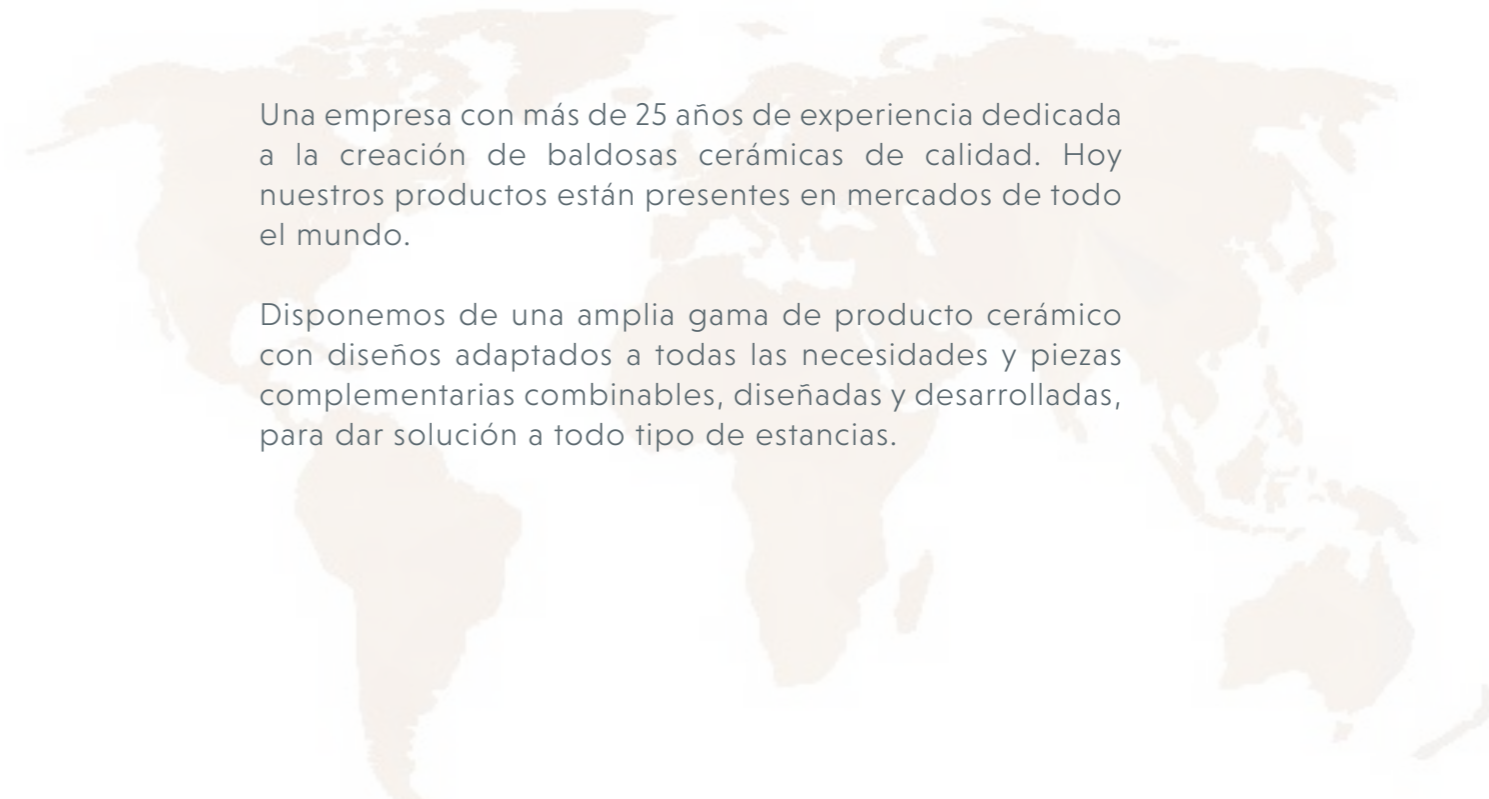 Una empresa con más de 25 años de experiencia dedicada
a la creación de baldosas cerámicas de calidad. Hoy
nuestros productos están presentes en mercados de todo
el mundo.
Disponemos de una amplia gama de producto cerámico
con diseños adaptados a todas las necesidades y piezas
complementarias combinables, diseñadas y desarrolladas,
para dar solución a todo tipo de estancias.